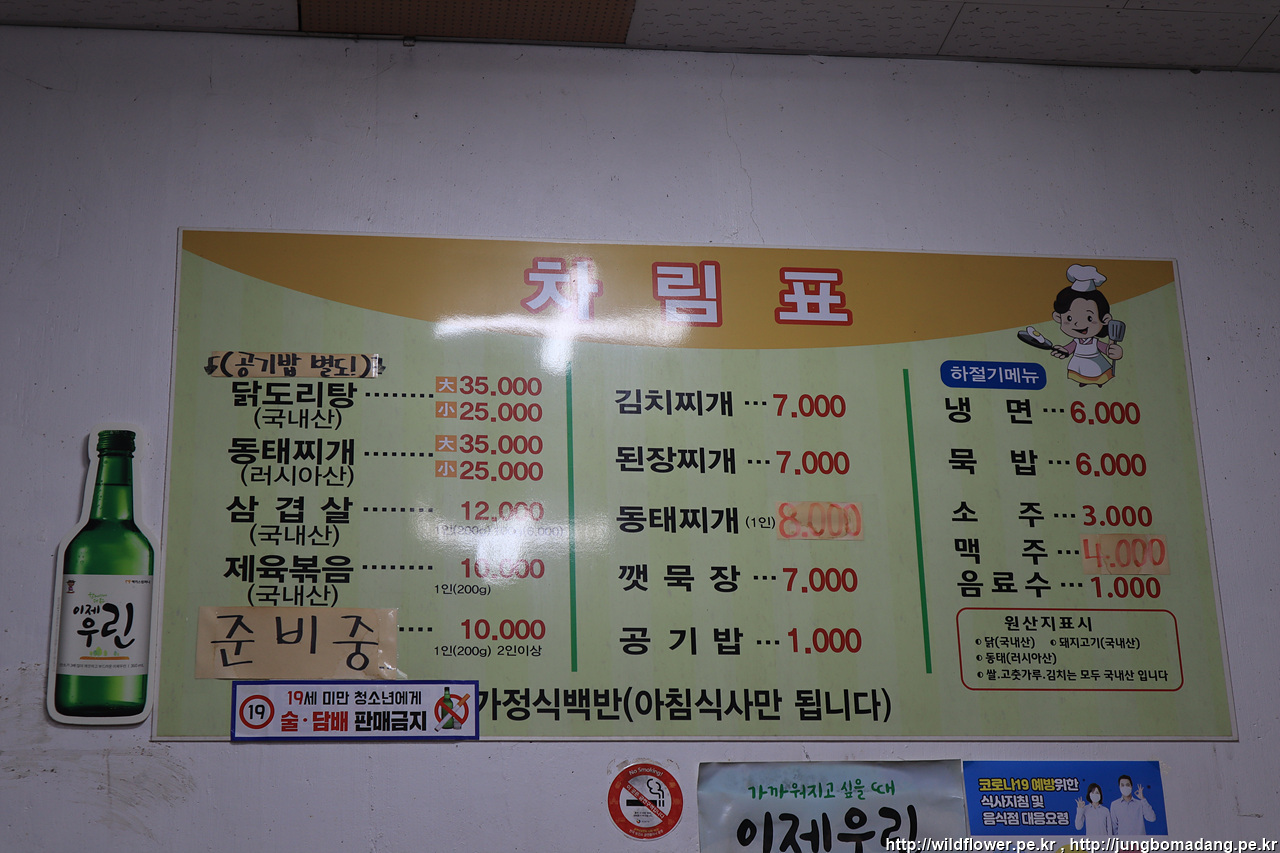 차림표
(공기밥 별도!)
닭도리탕 ········ 大 35.000
(국내산) 小 25.000
동태찌개 ········ 大 35.000
(러시아산) 小 25.000
삼겹살 ········ 12.000
(국내산) 1인(200g)
제육볶음 ········ 10.000
(국내산) 1인(200g)
준비중 ···· 10.000
1인(200g) 2인이상
김치찌개 ··· 7.000
된장찌개 ··· 7.000
동태찌개 (1인) 8.000
깻묵장 ··· 7.000
공기밥 ··· 1.000
하절기메뉴
냉면 ··· 6.000
묵밥 ··· 6.000
소주 ··· 3.000
맥주 ··· 4.000
음료수 ··· 1.000
원산지표시
닭(국내산) 돼지고기(국내산)
동태(러시아산)
쌀.고춧가루.김치는 모두 국내산 입니다
가정식백반(아침식사만 됩니다)
19
19세 미만 청소년에게
술·담배 판매금지
이제
우린
No Smoking!
가까워지고 싶을 때
이제우린
코로나19 예방위한
식사지침 및
음식점 대응요령
http://wildflower.pe.kr , http://jungbomadang.pe.kr